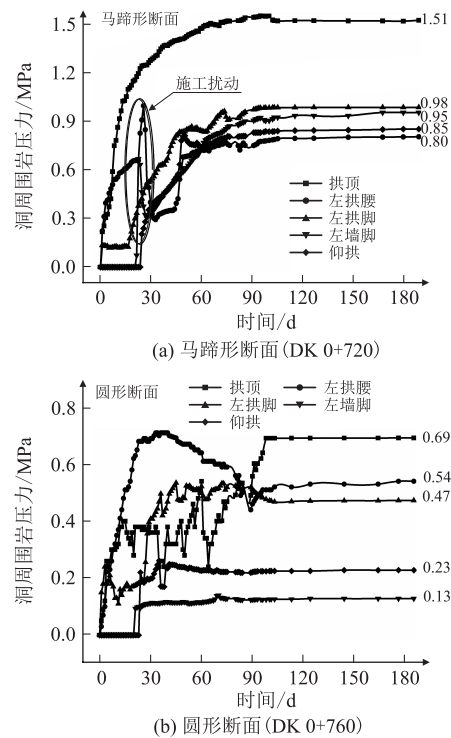 马蹄形断面
施工扰动
洞周围岩压力/MPa
1.5
1.2
0.9
0.6
0.3
0.0
1.51
0.98
0.95
0.85
0.80
拱顶
左拱腰
左拱脚
左墙脚
仰拱
0 30 60 90 120 150 180
时间/d
(a) 马蹄形断面(DK 0+720)
圆形断面
拱顶 左拱腰
左拱脚 左墙脚
仰拱
洞周围岩压力/MPa
0.8
0.6
0.4
0.2
0.0
0.69
0.54
0.47
0.23
0.13
0 30 60 90 120 150 180
时间/d
(b) 圆形断面(DK 0+760)